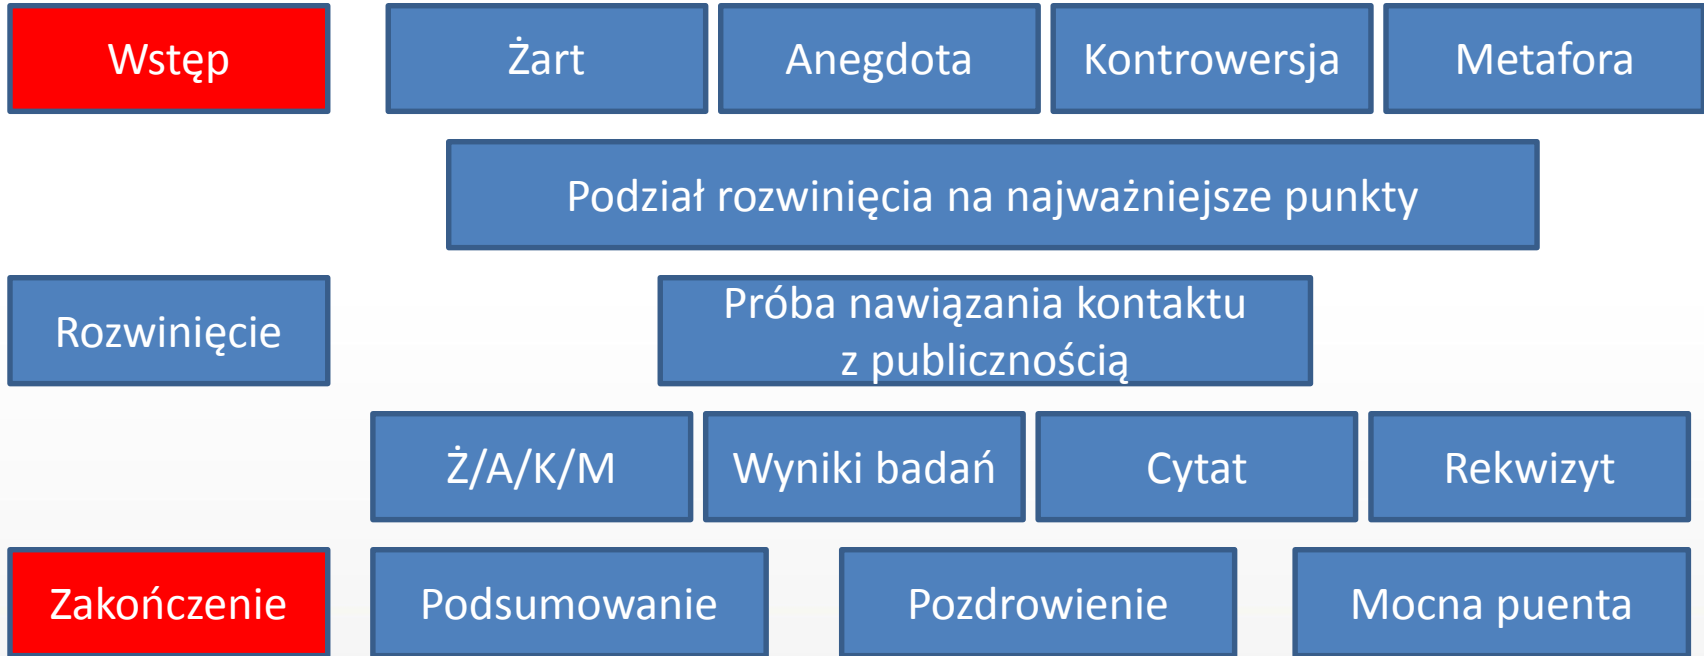 Wstęp
Żart
Anegdota
Kontrowersja
Metafora
Podział rozwinięcia na najważniejsze punkty
Rozwinięcie
Próba nawiązania kontaktu
z publicznością
Ż/A/K/M
Wyniki badań
Cytat
Rekwizyt
Zakończenie
Podsumowanie
Pozdrowienie
Mocna puenta